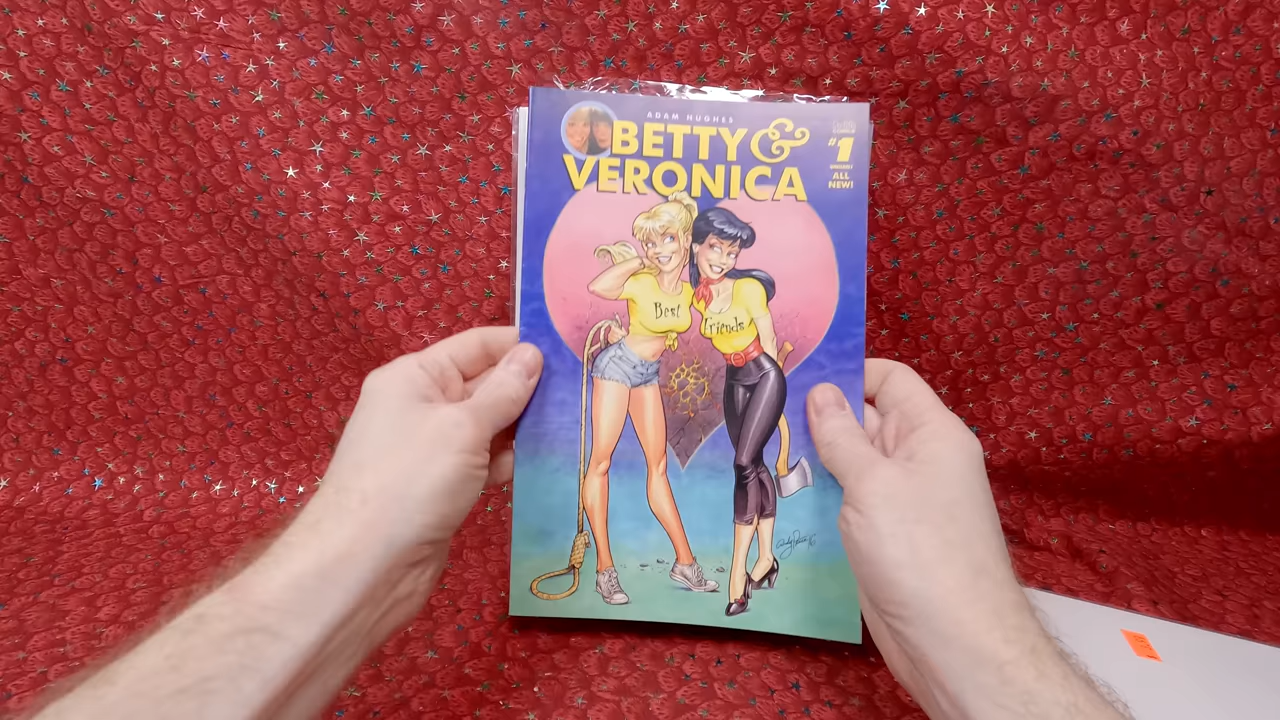 ADAM HUGHES
BETTY &
VERONICA
#1
ALL
NEW!
Best
Friends